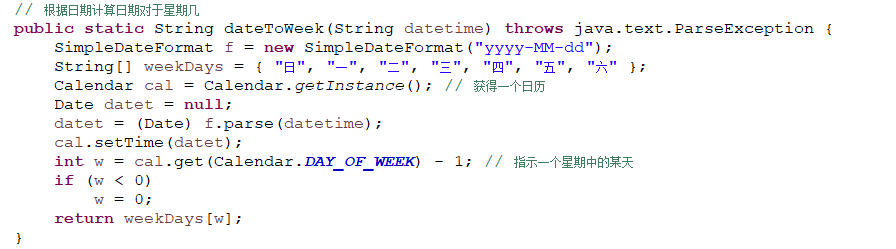 // 根据日期计算日期对于星期几
public static String dateToWeek(String datetime) throws java.text.ParseException {
    SimpleDateFormat f = new SimpleDateFormat("yyyy-MM-dd");
    String[] weekDays = { "日", "一", "二", "三", "四", "五", "六" };
    Calendar cal = Calendar.getInstance(); // 获得一个日历
    Date datet = null;
    datet = (Date) f.parse(datetime);
    cal.setTime(datet);
    int w = cal.get(Calendar.DAY_OF_WEEK) - 1; // 指示一个星期中的某天
    if (w < 0)
        w = 0;
    return weekDays[w];
}